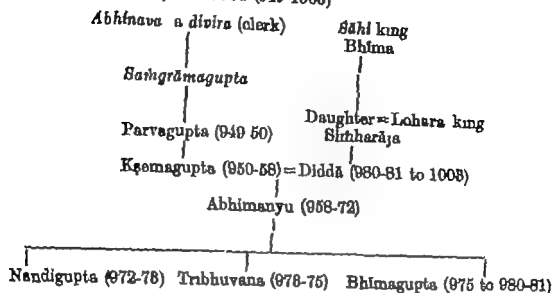 Abhinava a divira (clerk) Sāhi king
Bhīma
Saṁgrāmagupta
Daughter = Lohara king
Parvagupta (949 50) Siṁharāja
Kṣemagupta (950-58) = Diddā (980-81 to 1003)
Abhimanyu (958-72)
Nandigupta (972-73) Tribhuvana (973-75) Bhīmagupta (975 to 980-81)